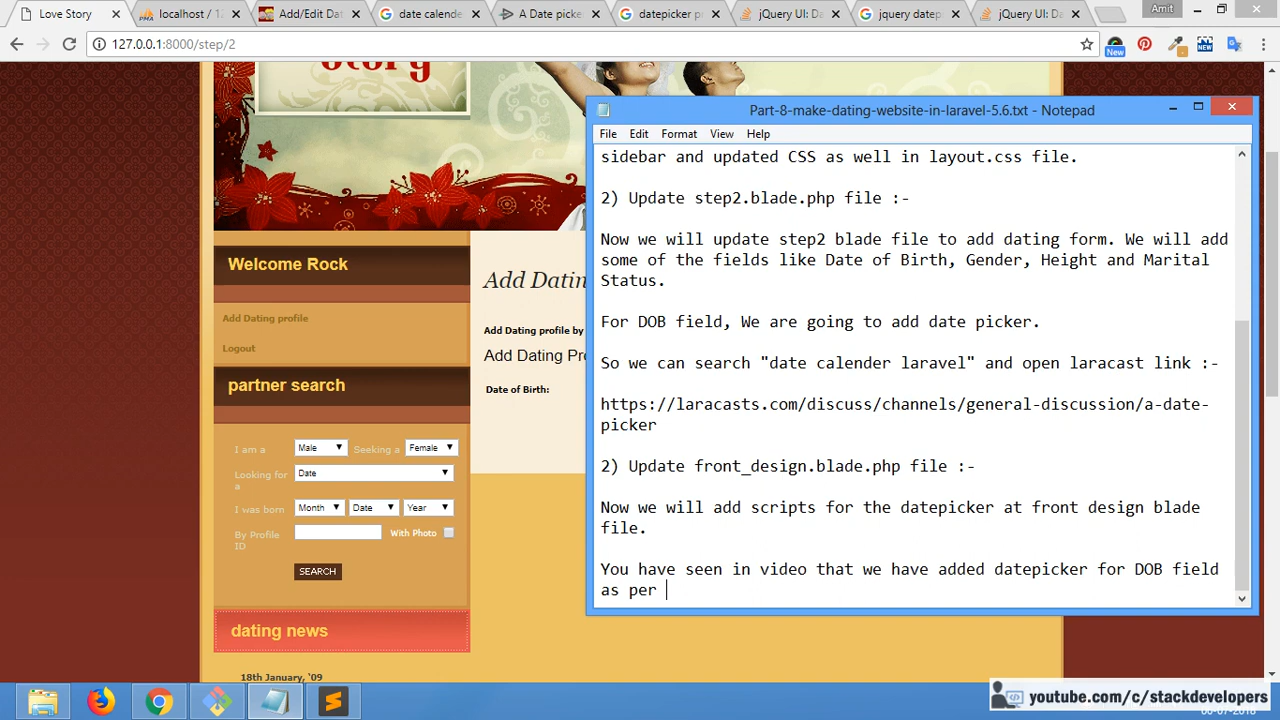 Love Story
localhost / 12
Add/Edit Dat
date calende
A Date picke
datepicker p
jQuery UI: Da
jquery datep
jQuery UI: Da
Amit
127.0.0.1:8000/step/2
New
NEW
Story
Welcome Rock
Add Dating profile
Logout
partner search
I am a Male Seeking a Female
Looking for a Date
I was born Month Date Year
By Profile ID With Photo
SEARCH
dating news
18th January, '09
Add Datin
Add Dating profile by
Add Dating Pr
Date of Birth:
Part-8-make-dating-website-in-laravel-5.6.txt - Notepad
File Edit Format View Help
sidebar and updated CSS as well in layout.css file.
2) Update step2.blade.php file :-
Now we will update step2 blade file to add dating form. We will add
some of the fields like Date of Birth, Gender, Height and Marital
Status.
For DOB field, We are going to add date picker.
So we can search "date calender laravel" and open laracast link :-
https://laracasts.com/discuss/channels/general-discussion/a-date-
picker
2) Update front_design.blade.php file :-
Now we will add scripts for the datepicker at front design blade
file.
You have seen in video that we have added datepicker for DOB field
as per
youtube.com/c/stackdevelopers